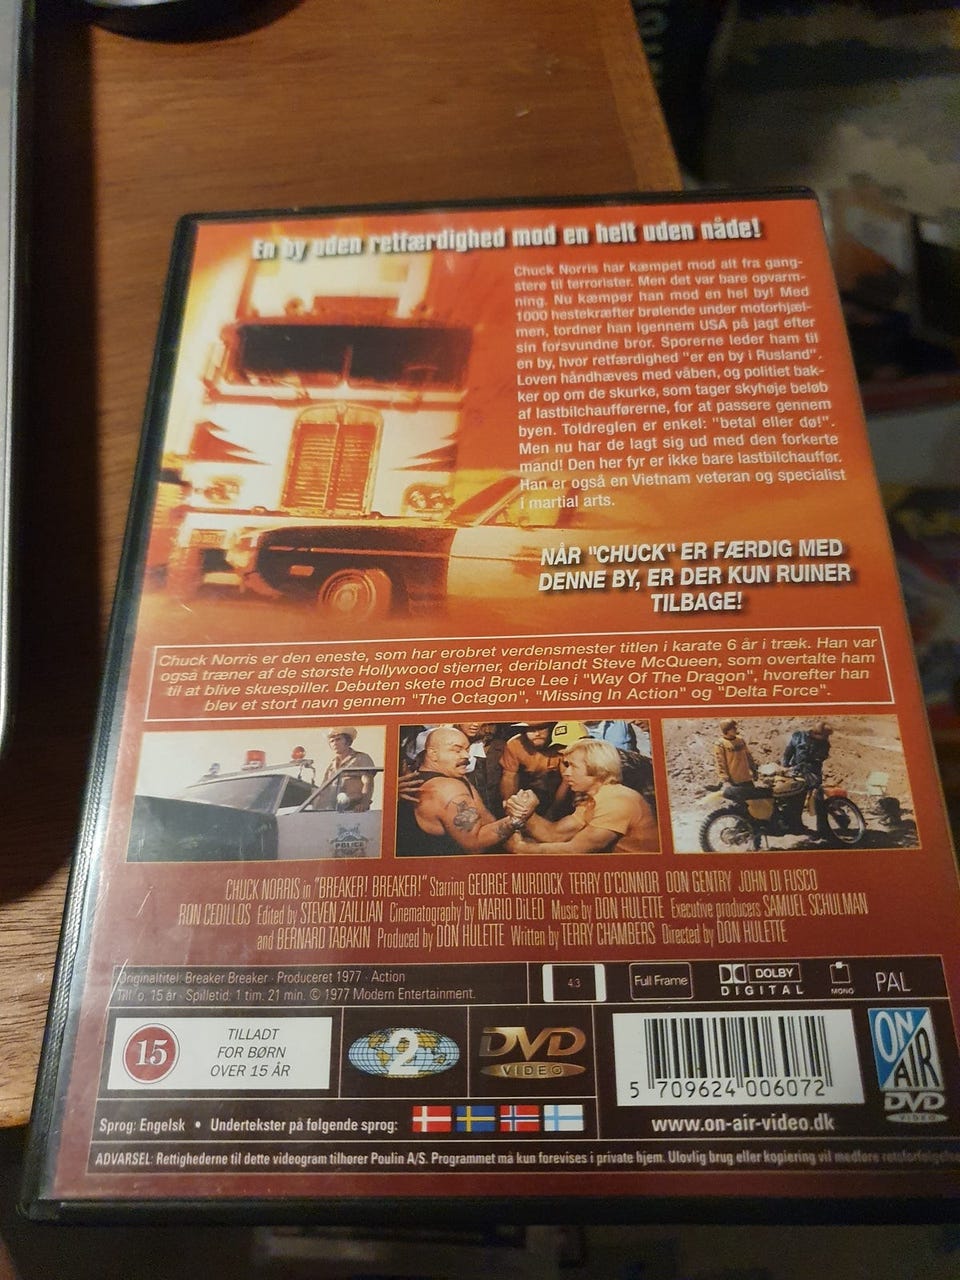 En by uden retfærdighed mod en helt uden nåde!
Chuck Norris har kæmpet mod alt fra gang-
stere til terrorister. Men det var bare opvarm-
ning. Nu kæmper han mod en hel by! Med
1000 hestekræfter brølende under motorhjæl-
men, tordner han igennem USA på jagt efter
sin forsvundne bror. Sporerne leder ham til
en by, hvor retfærdighed "er en by i Rusland".
Loven håndhæves med våben, og politiet bak-
ker op om de skurke, som tager skyhøje beløb
af lastbilchaufførerne, for at passere gennem
byen. Toldreglen er enkel: "betal eller dø!".
Men nu har de lagt sig ud med den forkerte
mand! Den her fyr er ikke bare lastbilchauffør.
Han er også en Vietnam veteran og specialist
i martial arts.
NÅR "CHUCK" ER FÆRDIG MED
DENNE BY, ER DER KUN RUINER
TILBAGE!
Chuck Norris er den eneste, som har erobret verdensmester titlen i karate 6 år i træk. Han var
også træner af de største Hollywood stjerner, deriblandt Steve McQueen, som overtalte ham
til at blive skuespiller. Debuten skete mod Bruce Lee i "Way Of The Dragon", hvorefter han
blev et stort navn gennem "The Octagon", "Missing In Action" og "Delta Force".
POLICE
CHUCK NORRIS in "BREAKER! BREAKER!" Starring GEORGE MURDOCK TERRY O'CONNOR DON GENTRY JOHN DI FUSCO
RON CEDILLOS Edited by STEVEN ZAILLIAN Cinematography by MARIO DiLEO Music by DON HULETTE Executive producers SAMUEL SCHULMAN
and BERNARD TABAKIN Produced by DON HULETTE Written by TERRY CHAMBERS Directed by DON HULETTE
Originaltitel: Breaker Breaker · Produceret 1977 · Action
Till. o. 15 år · Spilletid: 1 tim. 21 min. © 1977 Modern Entertainment.
4:3
Full Frame
DOLBY
DIGITAL
MONO
PAL
15
TILLADT
FOR BØRN
OVER 15 ÅR
2
DVD
VIDEO
5 709624 006072
ON
AIR
DVD
VIDEO
Sprog: Engelsk • Undertekster på følgende sprog:
www.on-air-video.dk
ADVARSEL: Rettighederne til dette videogram tilhører Poulin A/S. Programmet må kun forevises i private hjem. Ulovlig brug eller kopiering vil medføre